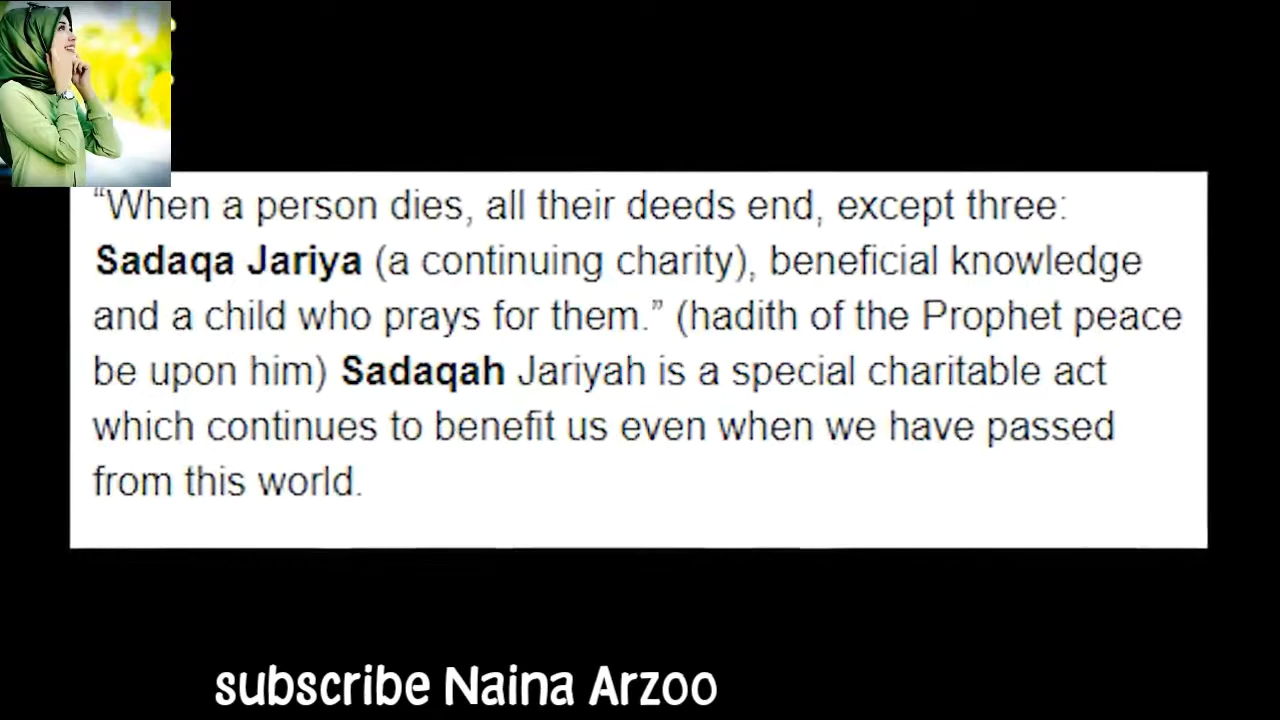 “When a person dies, all their deeds end, except three:
Sadaqa Jariya (a continuing charity), beneficial knowledge
and a child who prays for them.” (hadith of the Prophet peace
be upon him) Sadaqah Jariyah is a special charitable act
which continues to benefit us even when we have passed
from this world.
subscribe Naina Arzoo